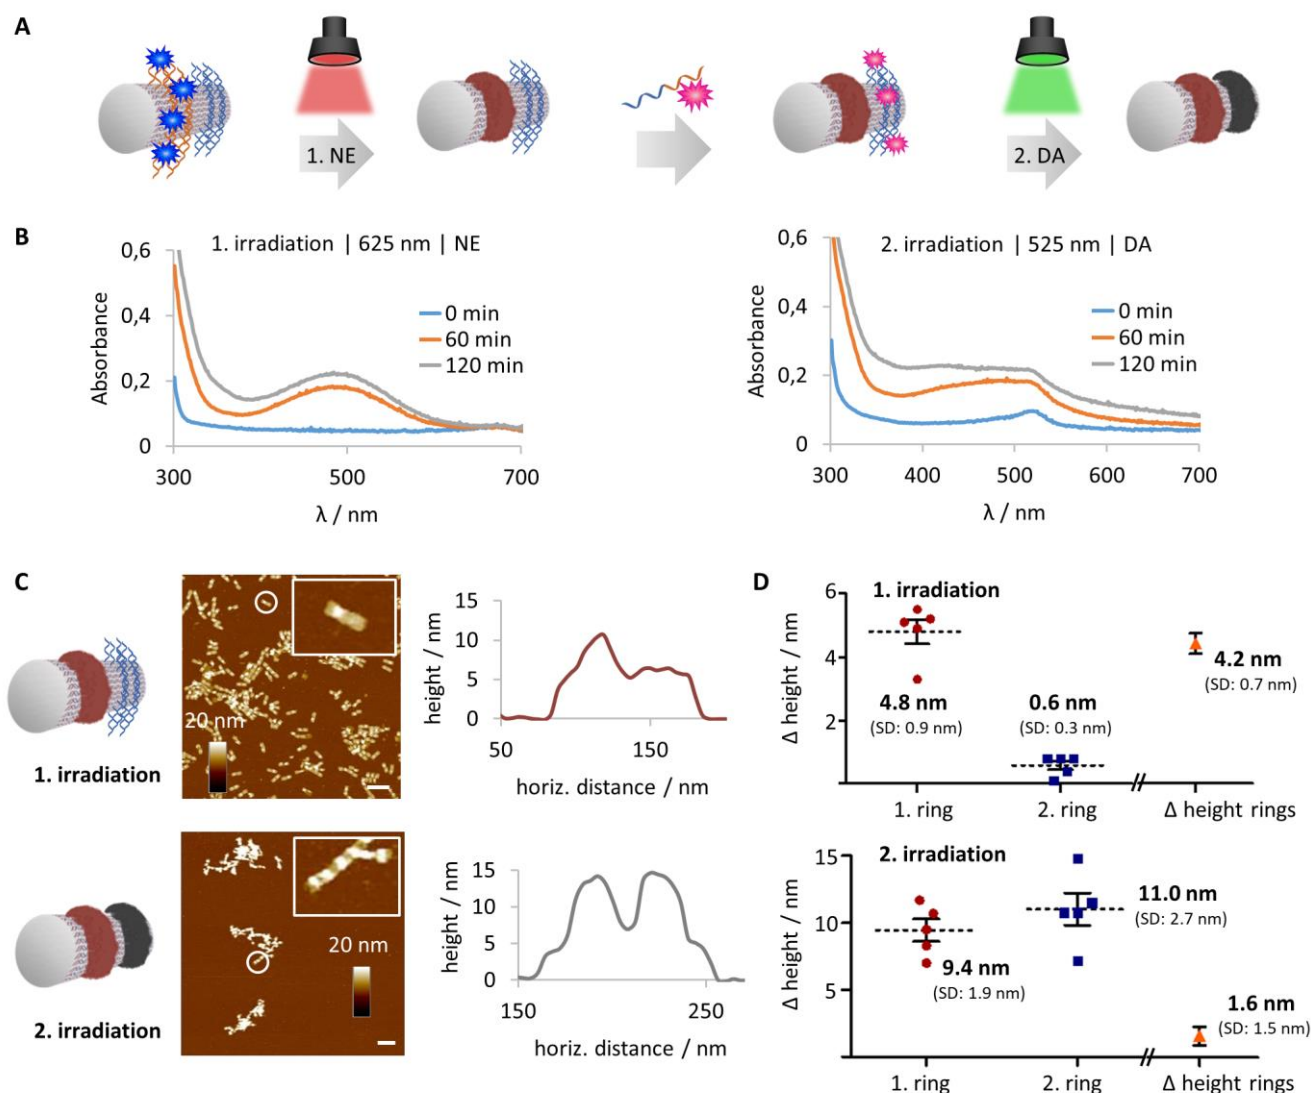 A
1. NE
2. DA
B
1. irradiation | 625 nm | NE
0,6
0,4
0,2
0
Absorbance
0 min
60 min
120 min
300
500
700
λ / nm
2. irradiation | 525 nm | DA
0,6
0,4
0,2
0
Absorbance
0 min
60 min
120 min
300
400
500
600
700
λ / nm
C
1. irradiation
20 nm
15
10
5
0
height / nm
50
150
horiz. distance / nm
2. irradiation
20 nm
15
10
5
0
height / nm
150
250
horiz. distance / nm
D
1. irradiation
6
4
2
Δ height / nm
4.8 nm
(SD: 0.9 nm)
0.6 nm
(SD: 0.3 nm)
4.2 nm
(SD: 0.7 nm)
1. ring
2. ring
Δ height rings
2. irradiation
15
10
5
Δ height / nm
9.4 nm
(SD: 1.9 nm)
11.0 nm
(SD: 2.7 nm)
1.6 nm
(SD: 1.5 nm)
1. ring
2. ring
Δ height rings